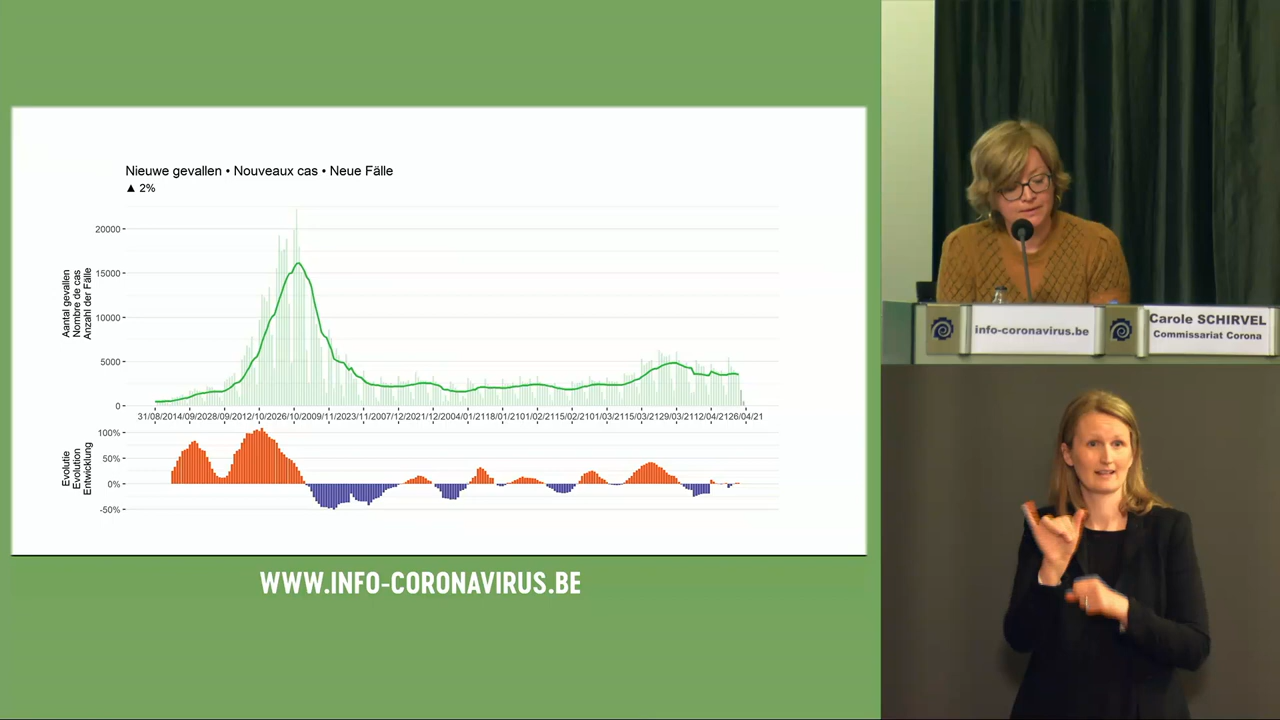 Nieuwe gevallen • Nouveaux cas • Neue Fälle
▲ 2%
Aantal gevallen
Nombre de cas
Anzahl der Fälle
20000
15000
10000
5000
0
31/08/2014/09/2028/09/2012/10/2026/10/2009/11/2023/11/2007/12/2021/12/2004/01/2118/01/2101/02/2115/02/2101/03/2115/03/2129/03/2112/04/2126/04/21
Evolutie
Evolution
Entwicklung
100%
50%
0%
-50%
WWW.INFO-CORONAVIRUS.BE
info-coronavirus.be
Carole SCHIRVEL
Commissariat Corona